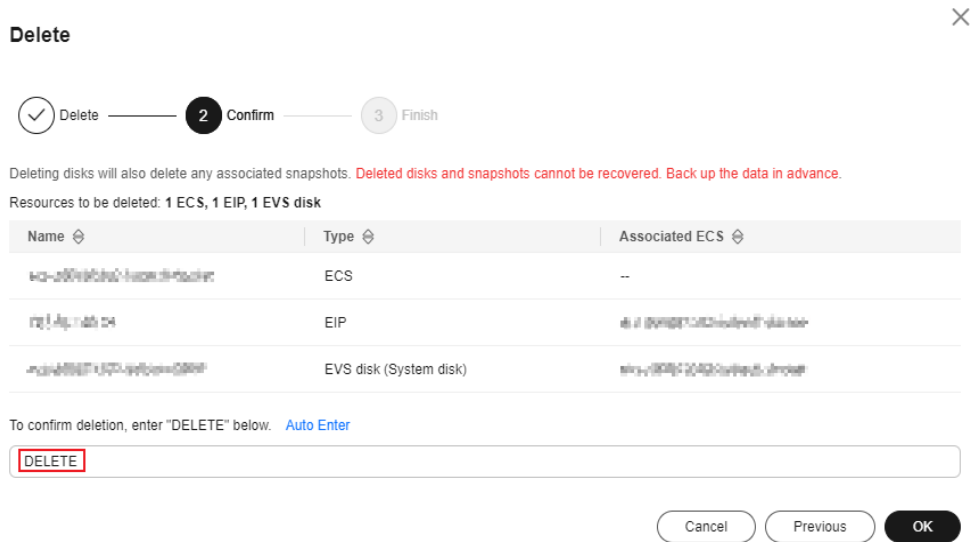 Delete
Delete 2 Confirm 3 Finish
Deleting disks will also delete any associated snapshots. Deleted disks and snapshots cannot be recovered. Back up the data in advance.
Resources to be deleted: 1 ECS, 1 EIP, 1 EVS disk
Name Type Associated ECS
ECS --
EIP
EVS disk (System disk)
To confirm deletion, enter "DELETE" below. Auto Enter
DELETE
Cancel Previous OK